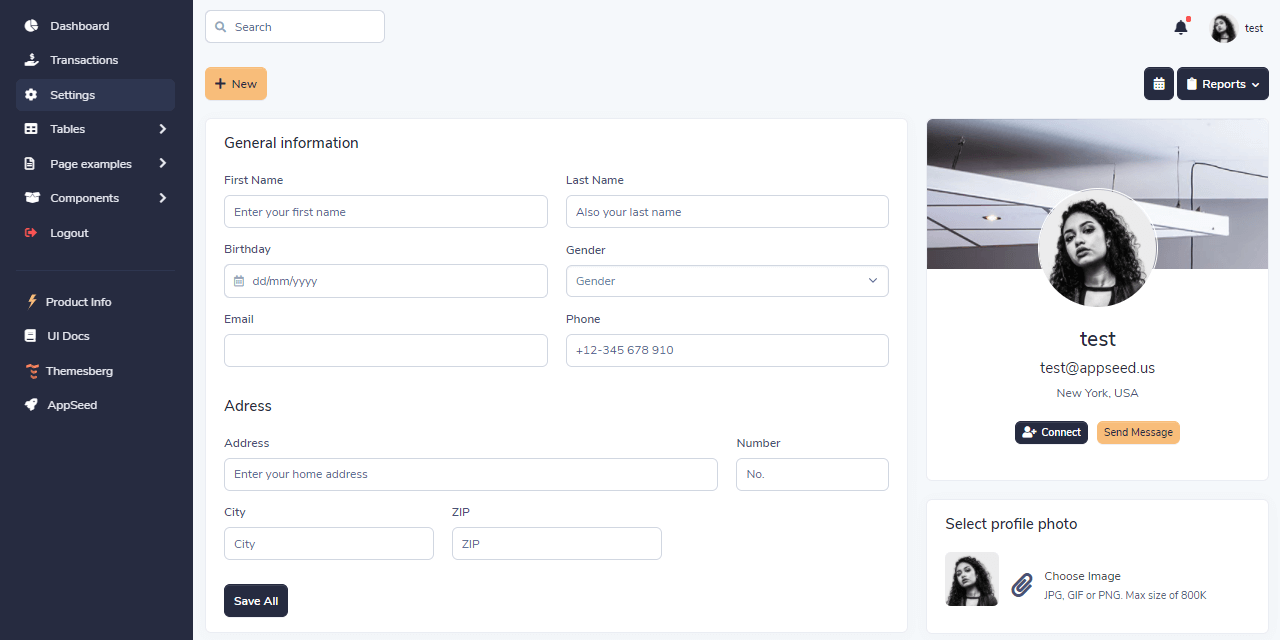 Dashboard
Transactions
Settings
Tables
Page examples
Components
Logout
Product Info
UI Docs
Themesberg
AppSeed
Search
test
New
Reports
General information
First Name
Last Name
Enter your first name
Also your last name
Birthday
Gender
dd/mm/yyyy
Gender
Email
Phone
+12-345 678 910
Adress
Address
Number
Enter your home address
No.
City
ZIP
City
ZIP
Save All
test
test@appseed.us
New York, USA
Connect
Send Message
Select profile photo
Choose Image
JPG, GIF or PNG. Max size of 800K